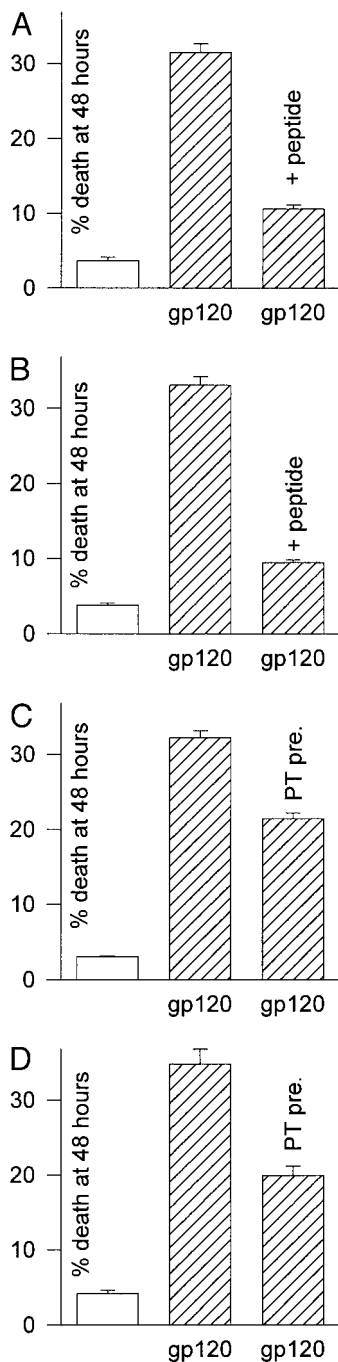 A
% death at 48 hours
30
20
10
0
+ peptide
gp120 gp120
B
% death at 48 hours
30
20
10
0
+ peptide
gp120 gp120
C
% death at 48 hours
30
20
10
0
PT pre.
gp120 gp120
D
% death at 48 hours
30
20
10
0
PT pre.
gp120 gp120